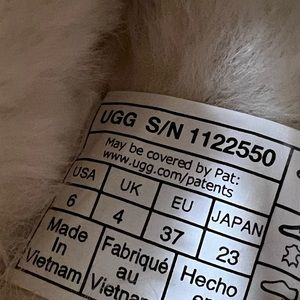 UGG S/N 1122550
May be covered by Pat:
www.ugg.com/patents
USA UK EU JAPAN
6 4 37 23
Made Fabriqué Hecho
In au
Vietnam Vietnam